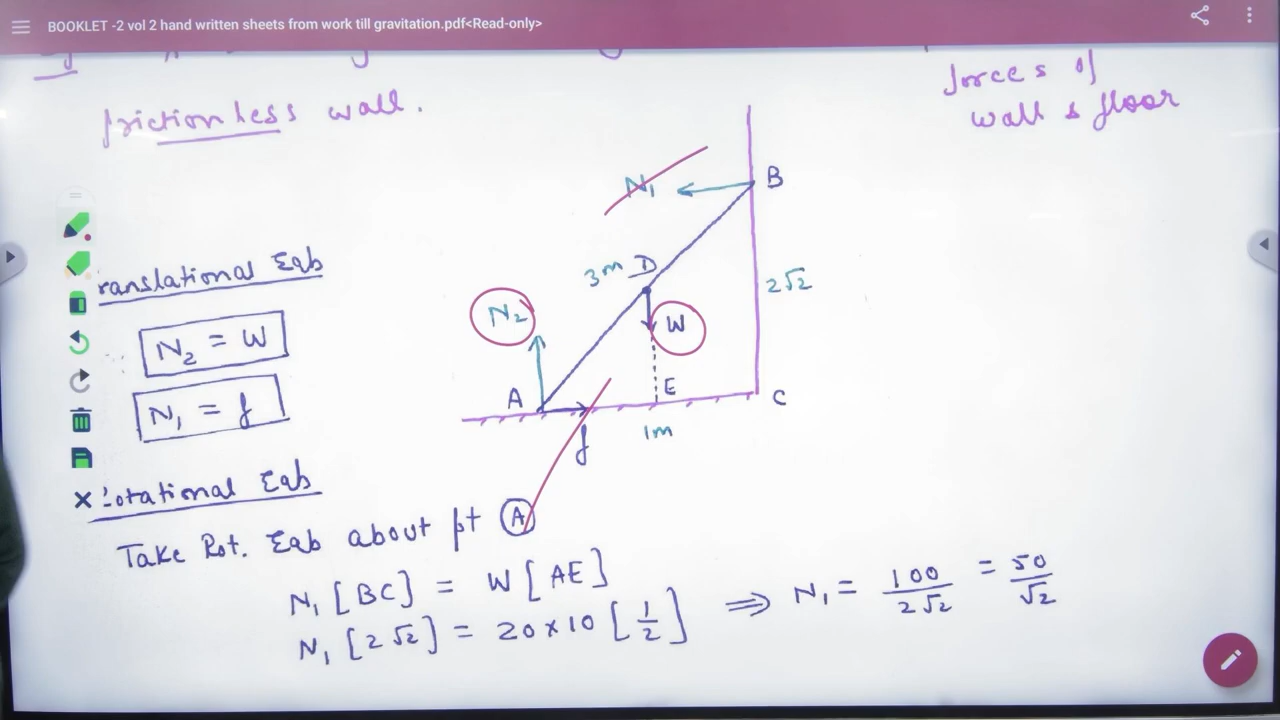 BOOKLET -2 vol 2 hand written sheets from work till gravitation.pdf<Read-only>
forces of
wall & floor
frictionless wall.
N₁
B
3m D
2√2
N₂
W
A
E
C
f
1m
ranslational Eqb
N₂ = W
N₁ = f
otational Eqb
Take Rot. Eqb about pt A
N₁ [BC] = W [AE]
N₁ [2√2] = 20×10 [1/2] ⟹ N₁ = 100/2√2 = 50/√2